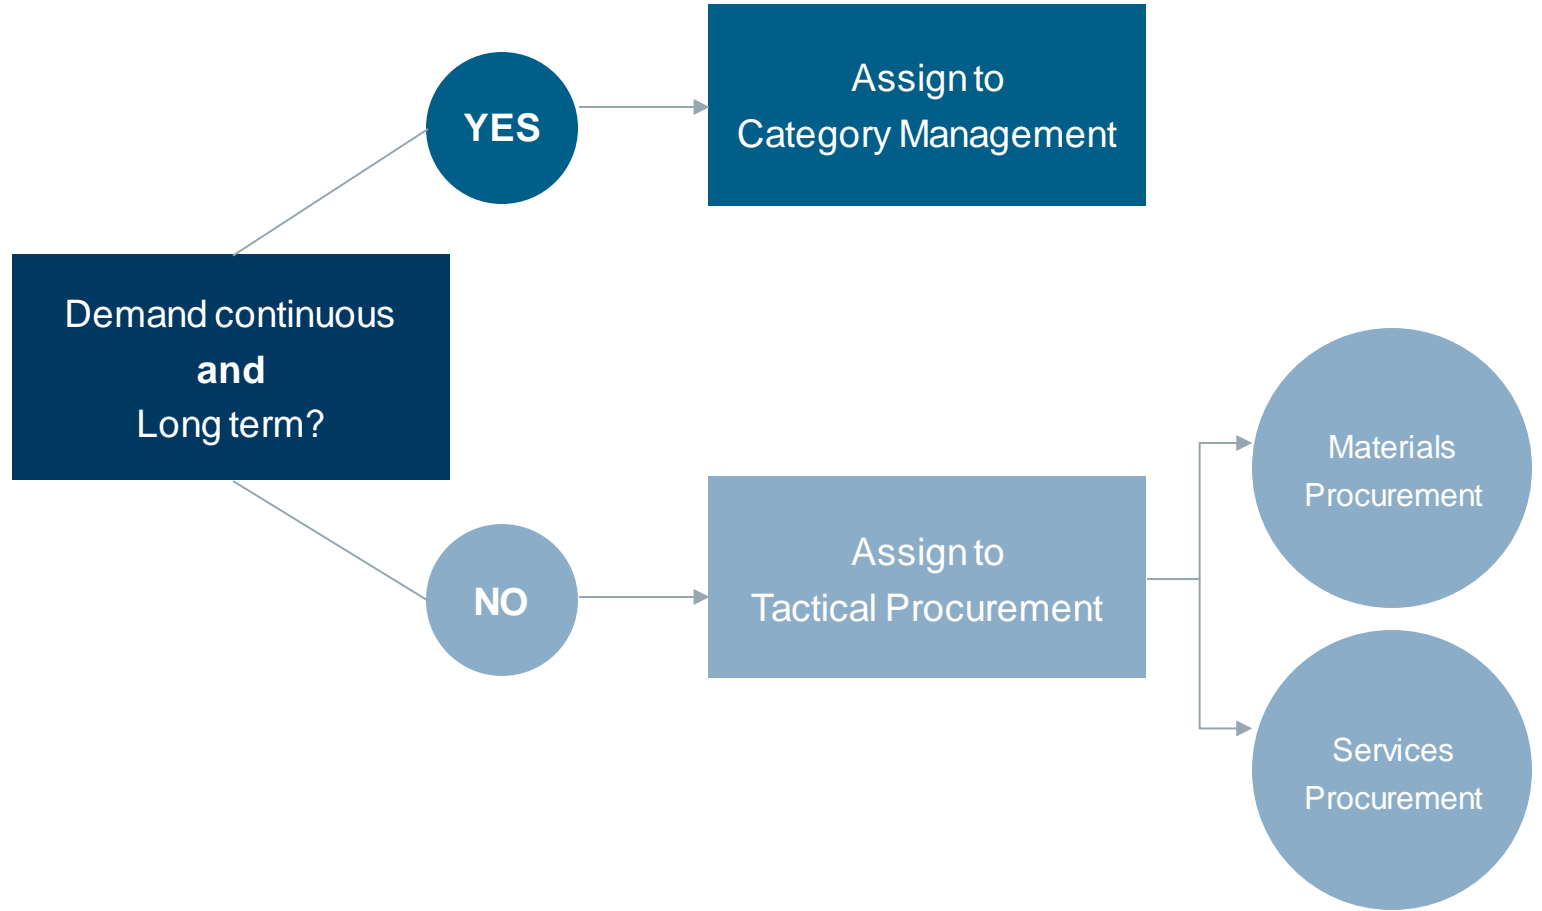 YES
Assign to
Category Management
Demand continuous
and
Long term?
NO
Assign to
Tactical Procurement
Materials
Procurement
Services
Procurement